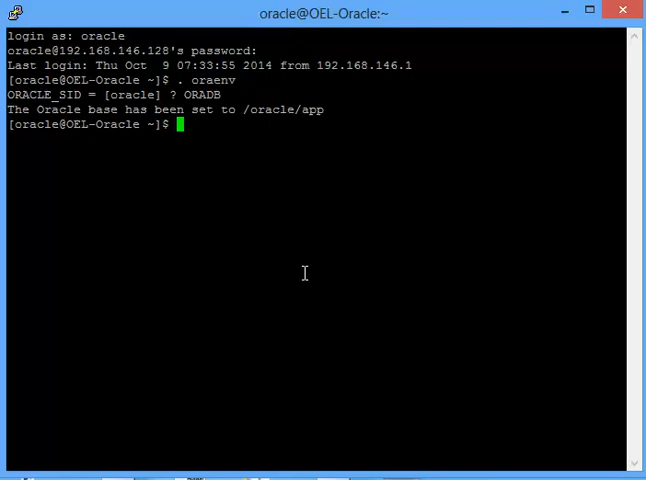 oracle@OEL-Oracle:~
login as: oracle
oracle@192.168.146.128's password:
Last login: Thu Oct  9 07:33:55 2014 from 192.168.146.1
[oracle@OEL-Oracle ~]$ . oraenv
ORACLE_SID = [oracle] ? ORADB
The Oracle base has been set to /oracle/app
[oracle@OEL-Oracle ~]$